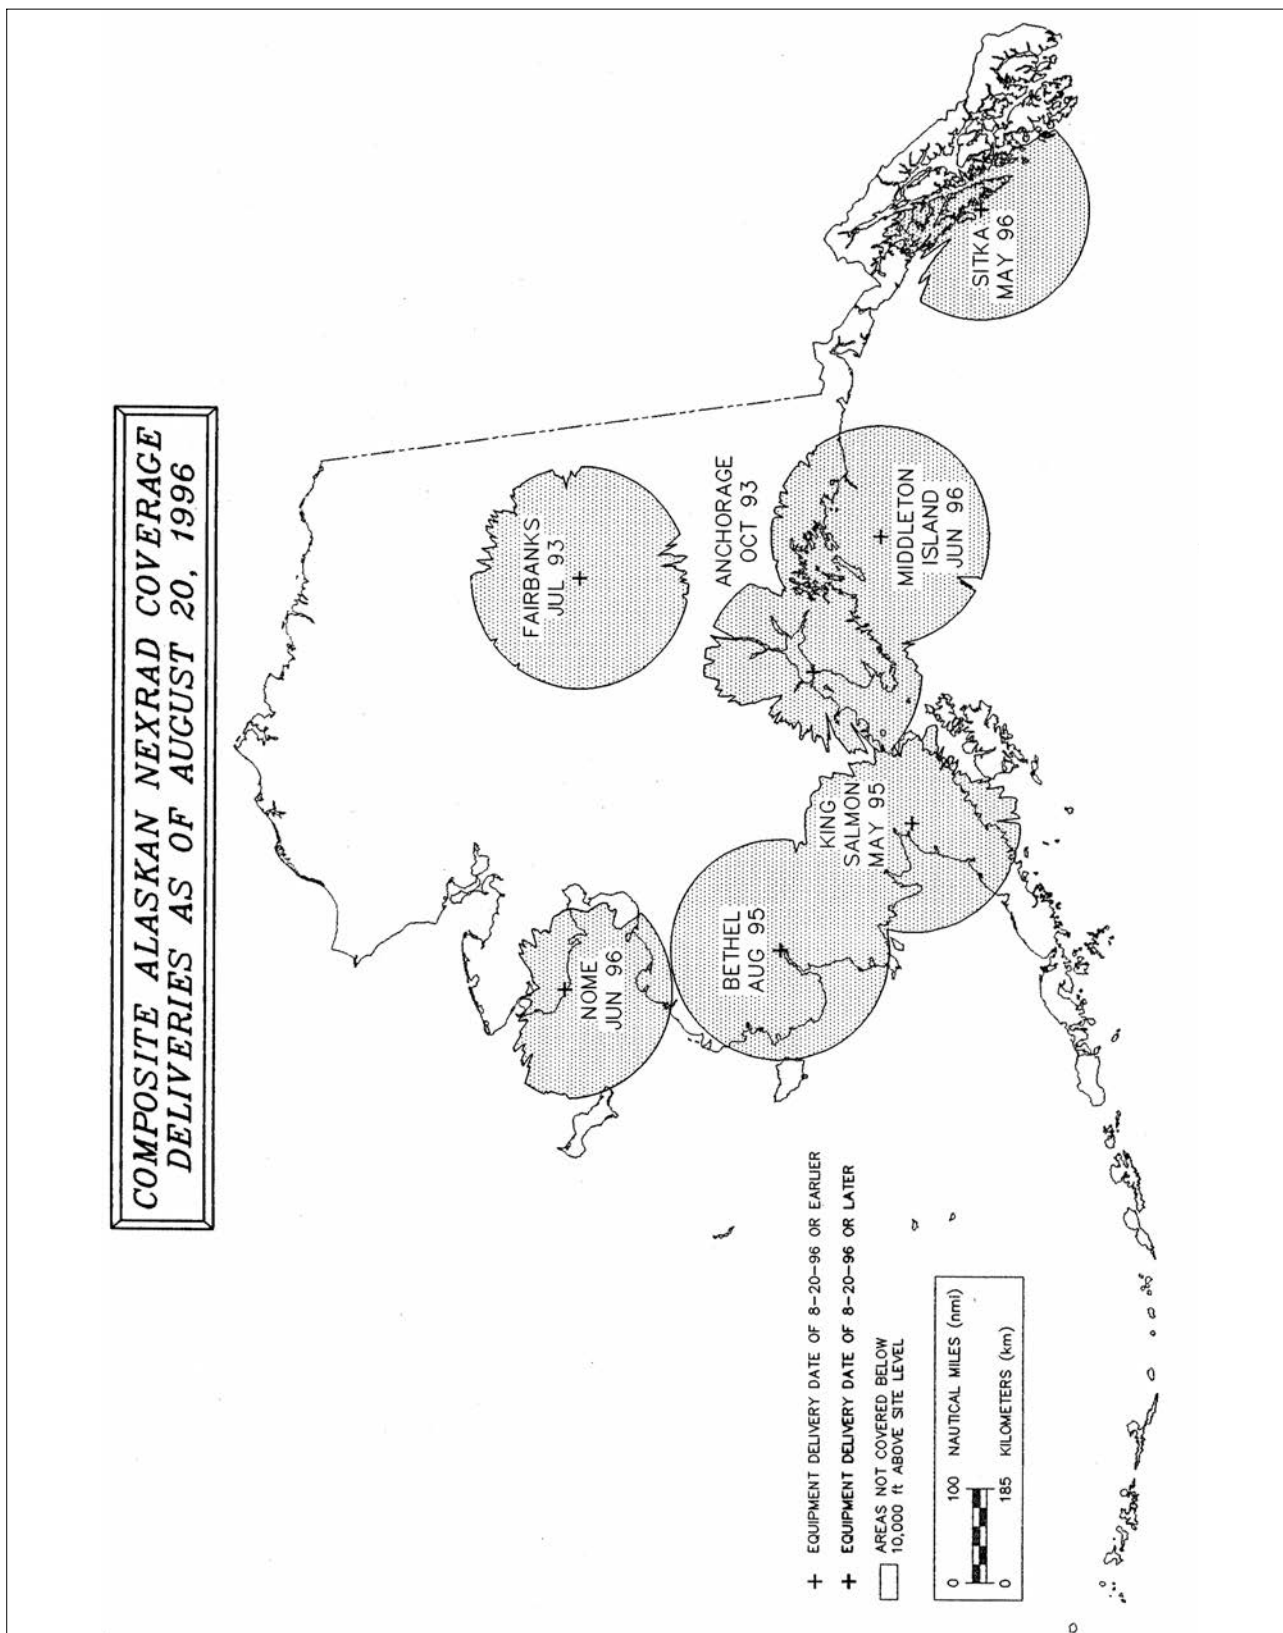 COMPOSITE ALASKAN NEXRAD COVERAGE
DELIVERIES AS OF AUGUST 20, 1996
FAIRBANKS
JUL 93
ANCHORAGE
OCT 93
MIDDLETON
ISLAND
JUN 96
SITKA
MAY 96
NOME
JUN 96
BETHEL
AUG 95
KING
SALMON
MAY 95
EQUIPMENT DELIVERY DATE OF 8-20-96 OR EARLIER
EQUIPMENT DELIVERY DATE OF 8-20-96 OR LATER
AREAS NOT COVERED BELOW
10,000 ft ABOVE SITE LEVEL
0 100 NAUTICAL MILES (nmi)
0 185 KILOMETERS (km)